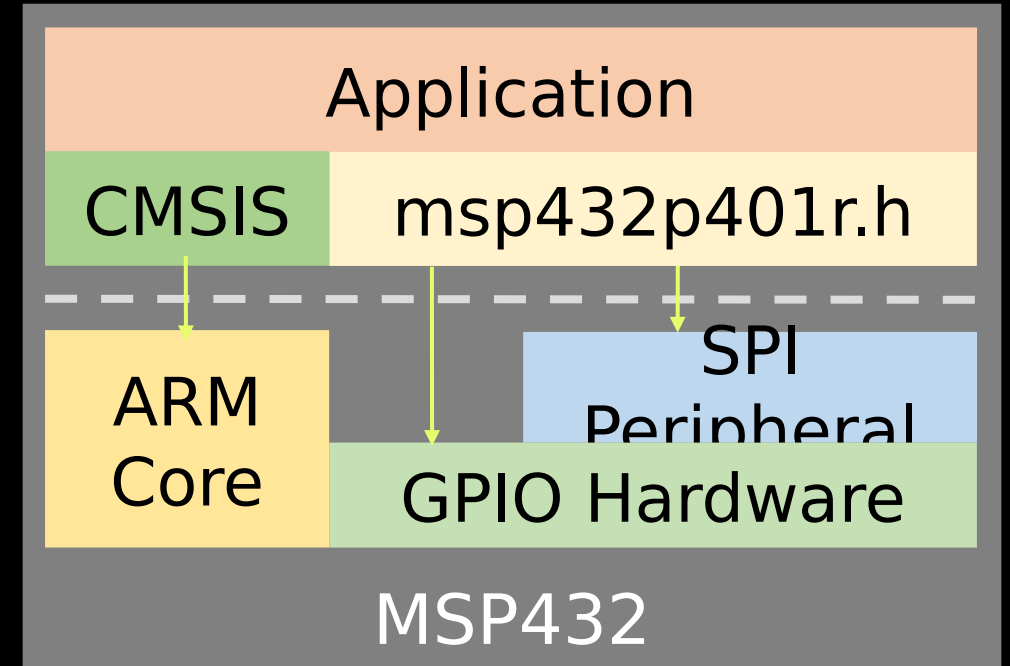 Application
CMSIS
msp432p401r.h
ARM
Core
SPI
Peripheral
GPIO Hardware
MSP432